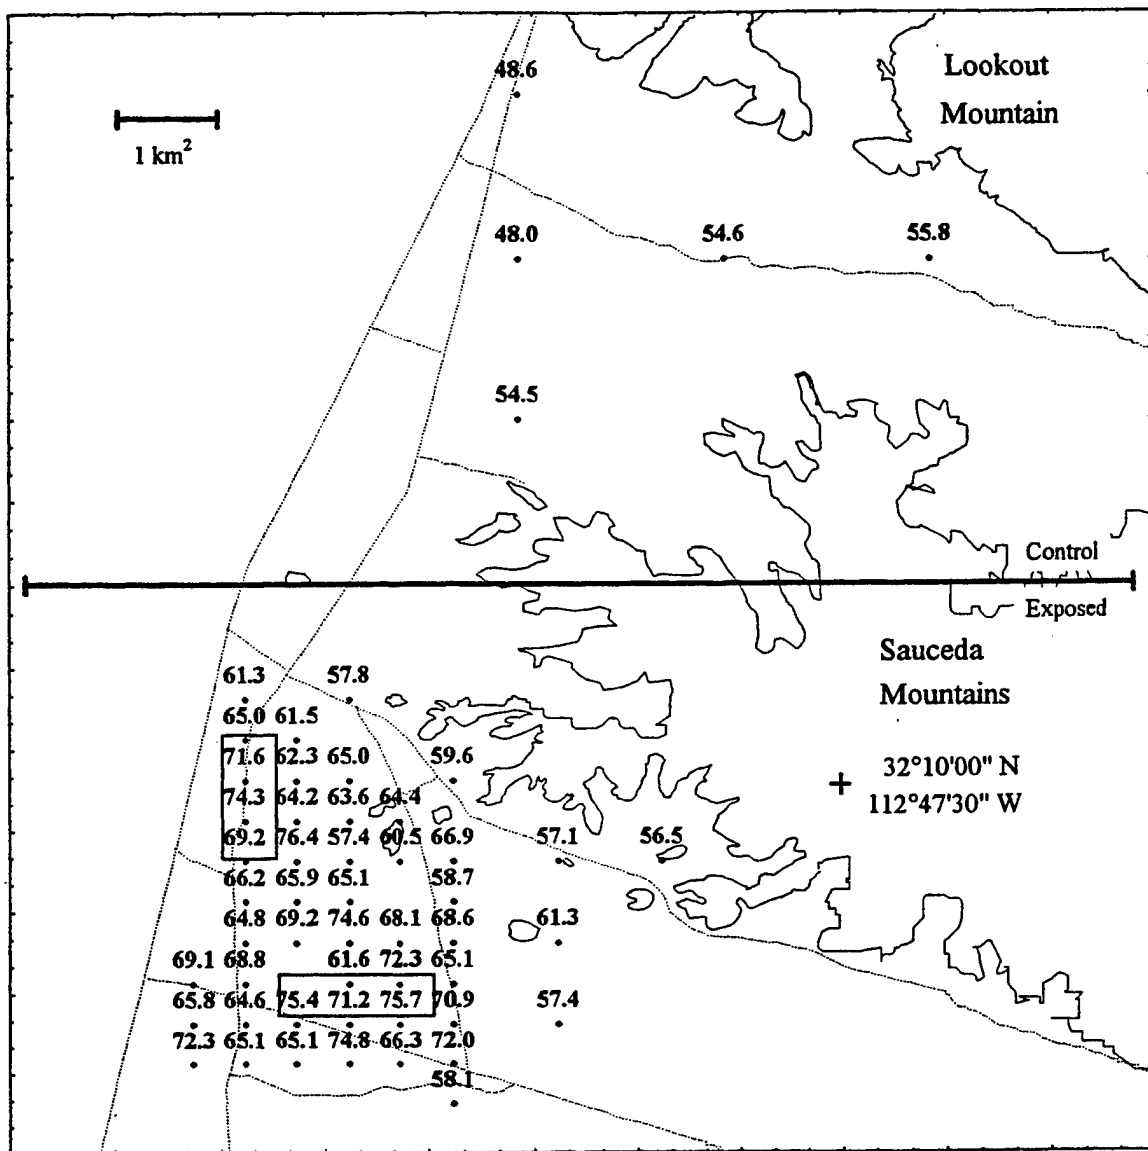 48.6
Lookout
Mountain
1 km²
48.0 54.6 55.8
54.5
Control
Exposed
Sauceda
Mountains
61.3 57.8
65.0 61.5
71.6 62.3 65.0 59.6
32°10'00" N
112°47'30" W
74.3 64.2 63.6 64.4
69.2 76.4 57.4 60.5 66.9 57.1 56.5
66.2 65.9 65.1 58.7
64.8 69.2 74.6 68.1 68.6 61.3
69.1 68.8 61.6 72.3 65.1
65.8 64.6 75.4 71.2 75.7 70.9 57.4
72.3 65.1 65.1 74.8 66.3 72.0
58.1